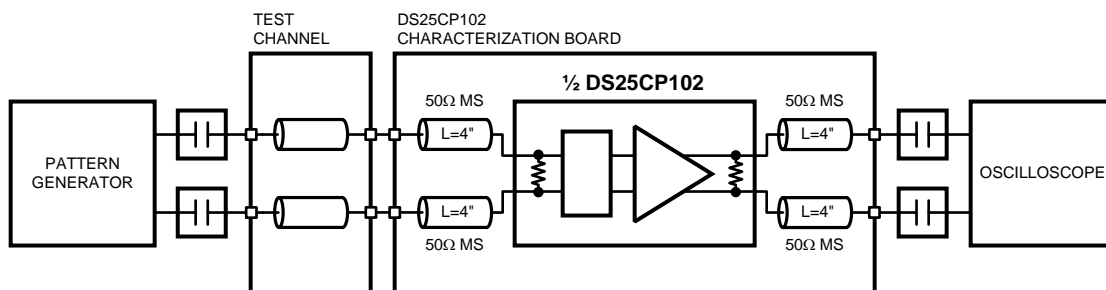 TEST
CHANNEL
DS25CP102
CHARACTERIZATION BOARD
½ DS25CP102
50Ω MS
50Ω MS
L=4"
L=4"
PATTERN
GENERATOR
OSCILLOSCOPE
L=4"
L=4"
50Ω MS
50Ω MS